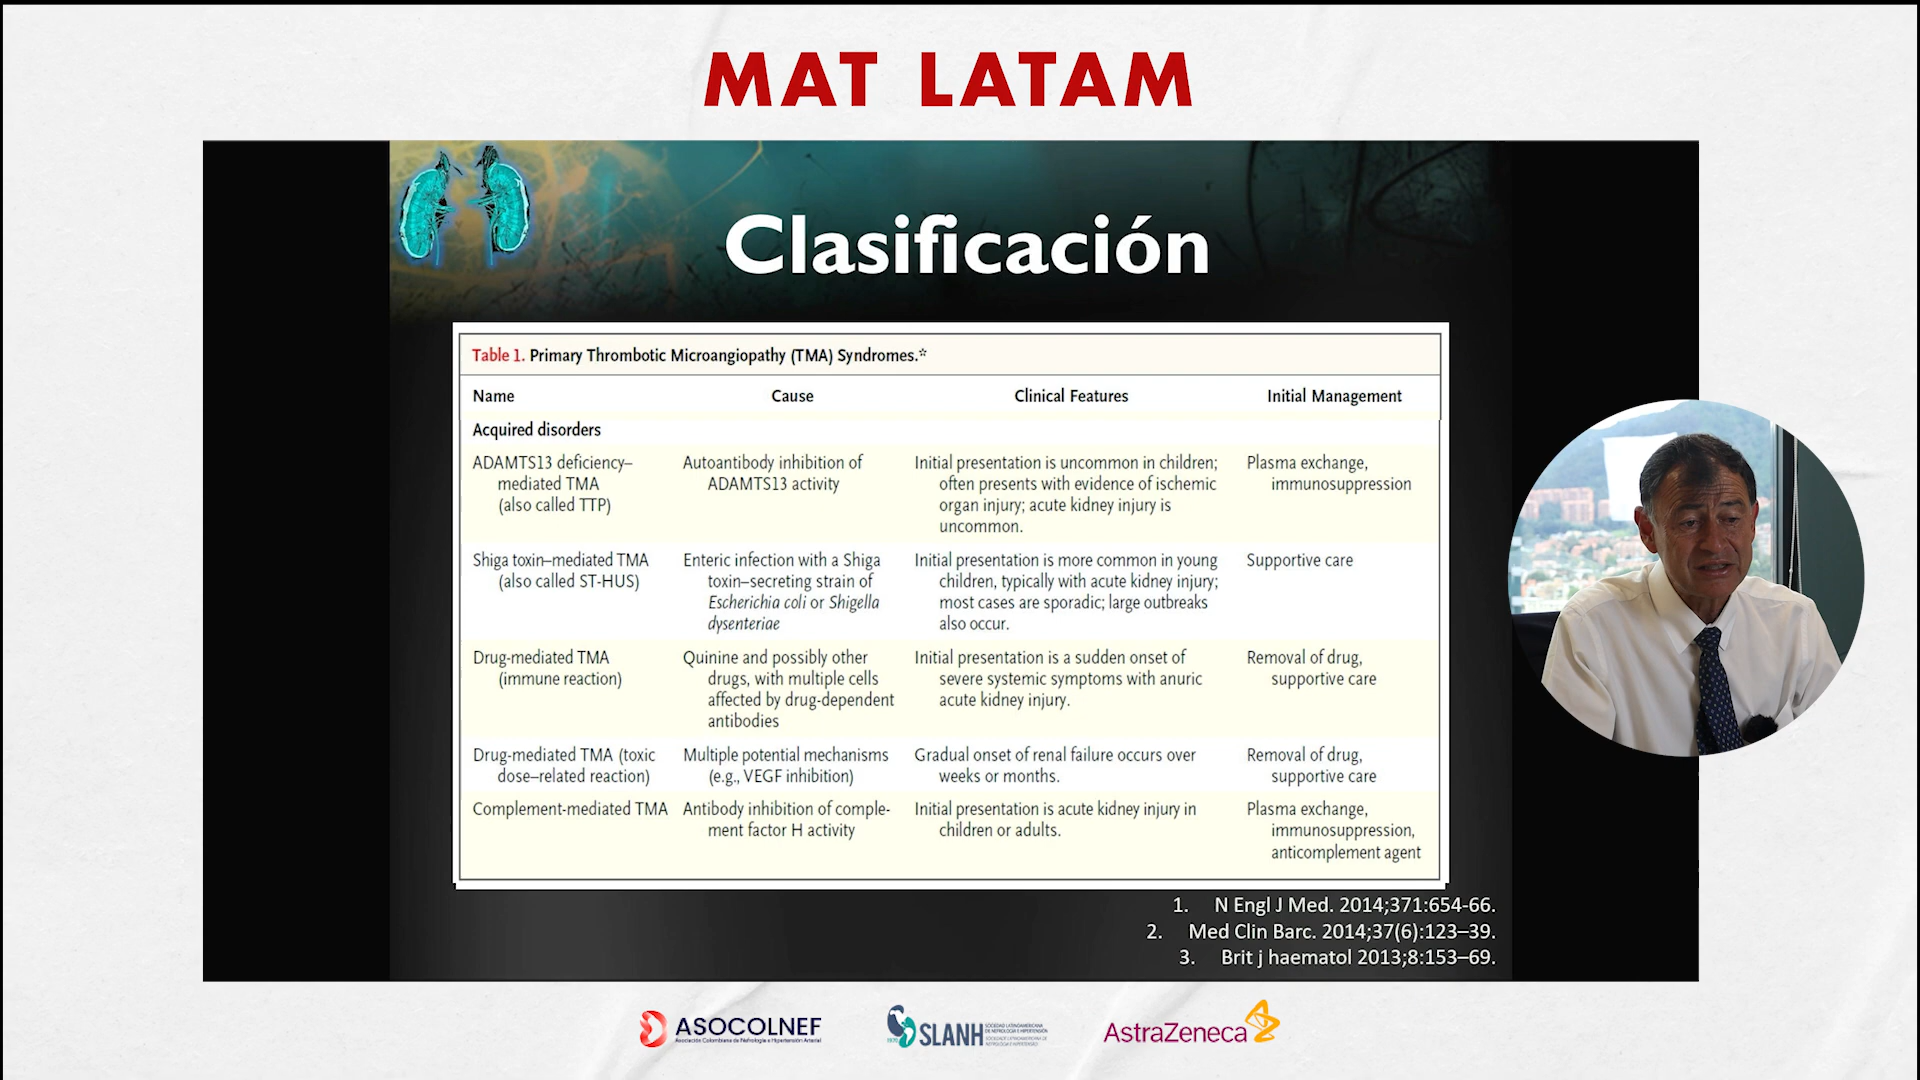 MAT LATAM
Clasificación
Table 1. Primary Thrombotic Microangiopathy (TMA) Syndromes.*
Name Cause Clinical Features Initial Management
Acquired disorders
ADAMTS13 deficiency–
mediated TMA
(also called TTP)
Autoantibody inhibition of
ADAMTS13 activity
Initial presentation is uncommon in children;
often presents with evidence of ischemic
organ injury; acute kidney injury is
uncommon.
Plasma exchange,
immunosuppression
Shiga toxin–mediated TMA
(also called ST-HUS)
Enteric infection with a Shiga
toxin–secreting strain of
Escherichia coli or Shigella
dysenteriae
Initial presentation is more common in young
children, typically with acute kidney injury;
most cases are sporadic; large outbreaks
also occur.
Supportive care
Drug-mediated TMA
(immune reaction)
Quinine and possibly other
drugs, with multiple cells
affected by drug-dependent
antibodies
Initial presentation is a sudden onset of
severe systemic symptoms with anuric
acute kidney injury.
Removal of drug,
supportive care
Drug-mediated TMA (toxic
dose–related reaction)
Multiple potential mechanisms
(e.g., VEGF inhibition)
Gradual onset of renal failure occurs over
weeks or months.
Removal of drug,
supportive care
Complement-mediated TMA
Antibody inhibition of comple-
ment factor H activity
Initial presentation is acute kidney injury in
children or adults.
Plasma exchange,
immunosuppression,
anticomplement agent
1. N Engl J Med. 2014;371:654-66.
2. Med Clin Barc. 2014;37(6):123–39.
3. Brit j haematol 2013;8:153–69.
ASOCOLNEF
Asociación Colombiana de Nefrología e Hipertensión Arterial
SLANH
SOCIEDAD LATINOAMERICANA
DE NEFROLOGÍA E HIPERTENSIÓN
AstraZeneca